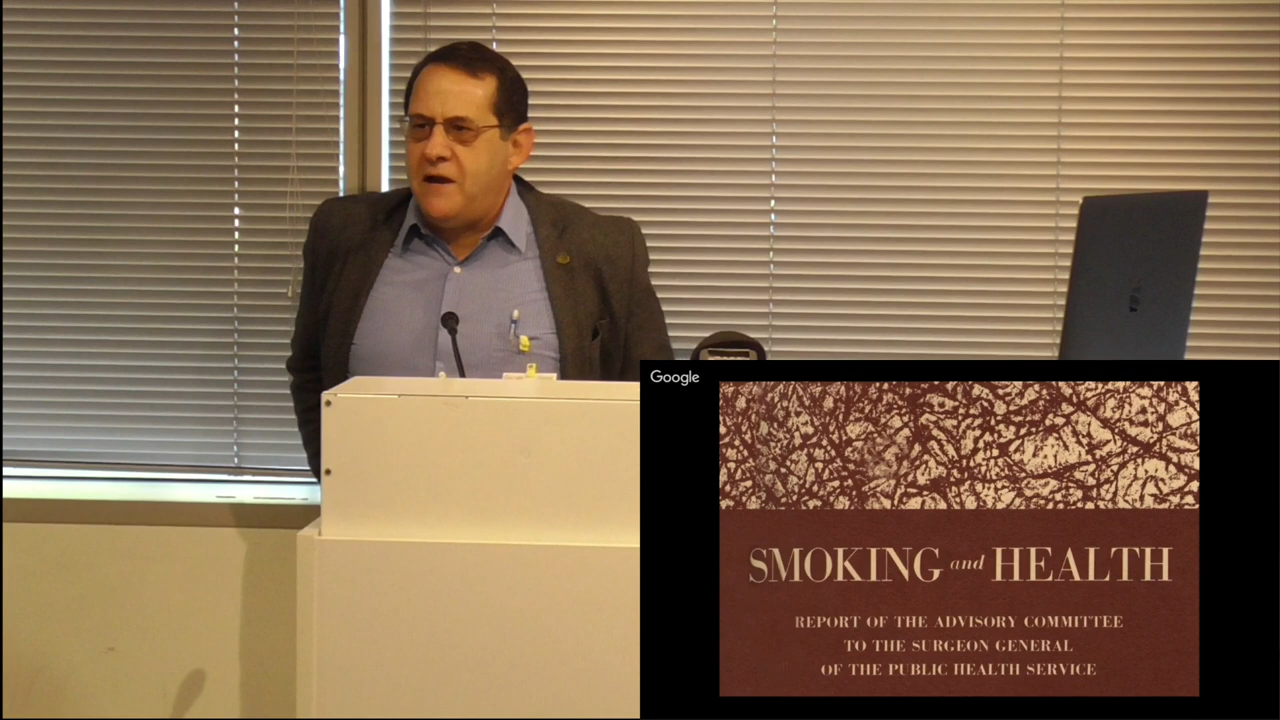 Google
SMOKING and HEALTH
REPORT OF THE ADVISORY COMMITTEE
TO THE SURGEON GENERAL
OF THE PUBLIC HEALTH SERVICE